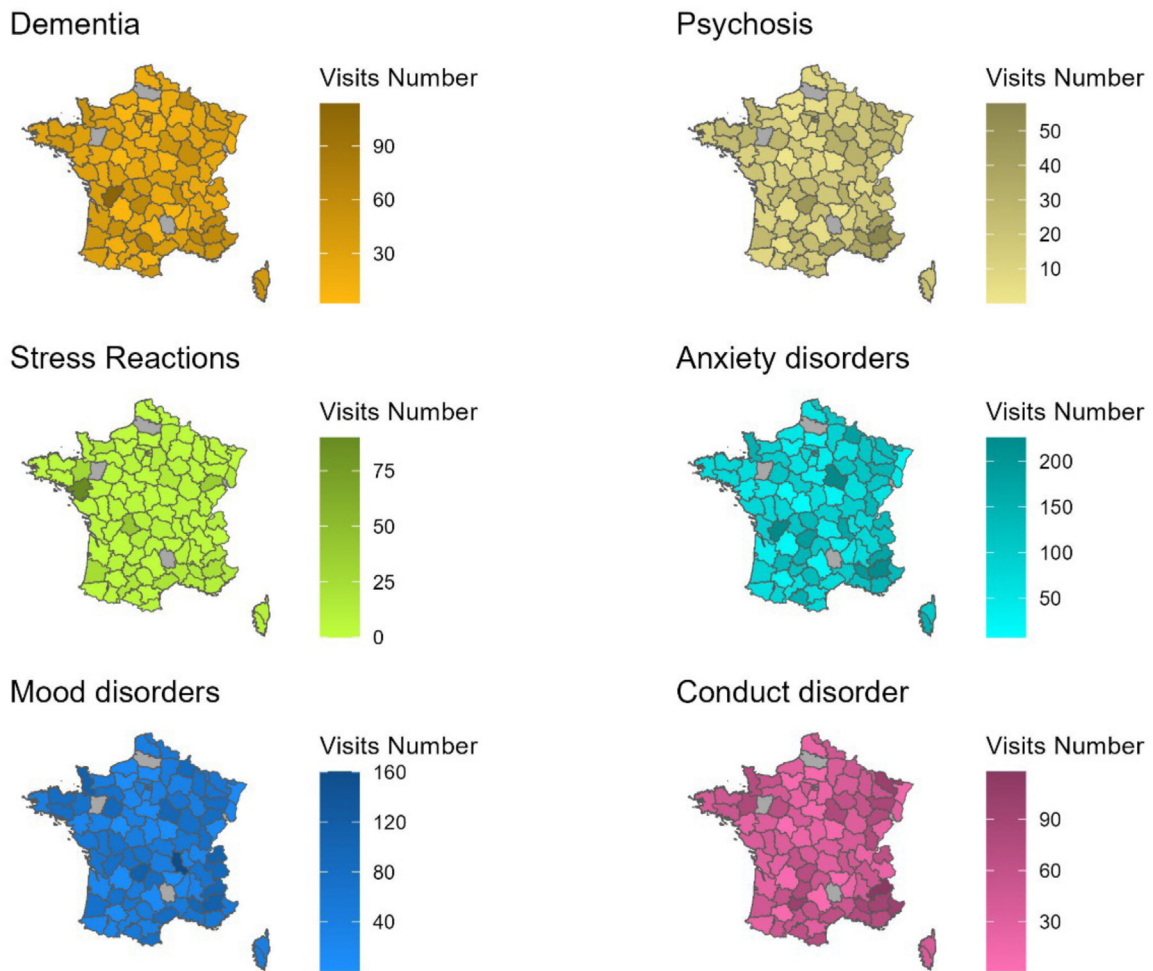 Dementia
Visits Number
90
60
30
Psychosis
Visits Number
50
40
30
20
10
Stress Reactions
Visits Number
75
50
25
0
Anxiety disorders
Visits Number
200
150
100
50
Mood disorders
Visits Number
160
120
80
40
Conduct disorder
Visits Number
90
60
30